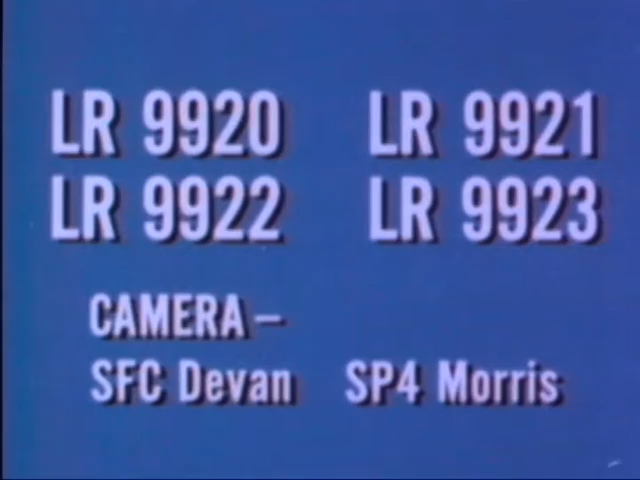 LR 9920 LR 9921
LR 9922 LR 9923
CAMERA –
SFC Devan SP4 Morris